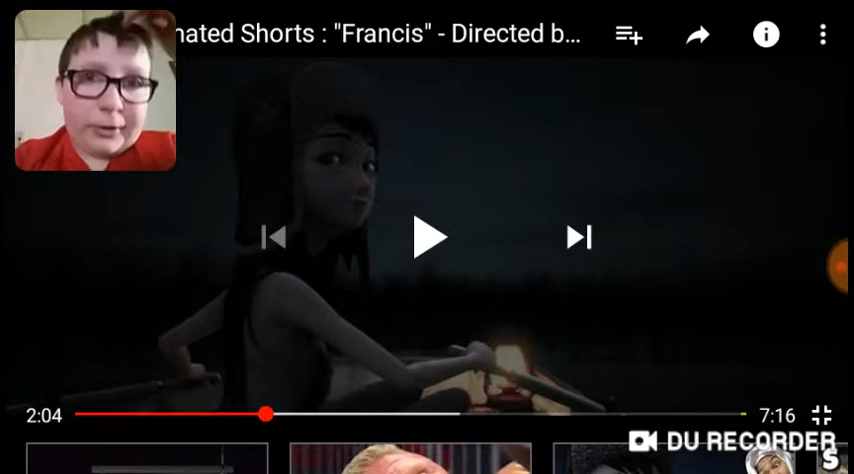 nated Shorts : "Francis" - Directed b...
2:04
7:16
DU RECORDER
S